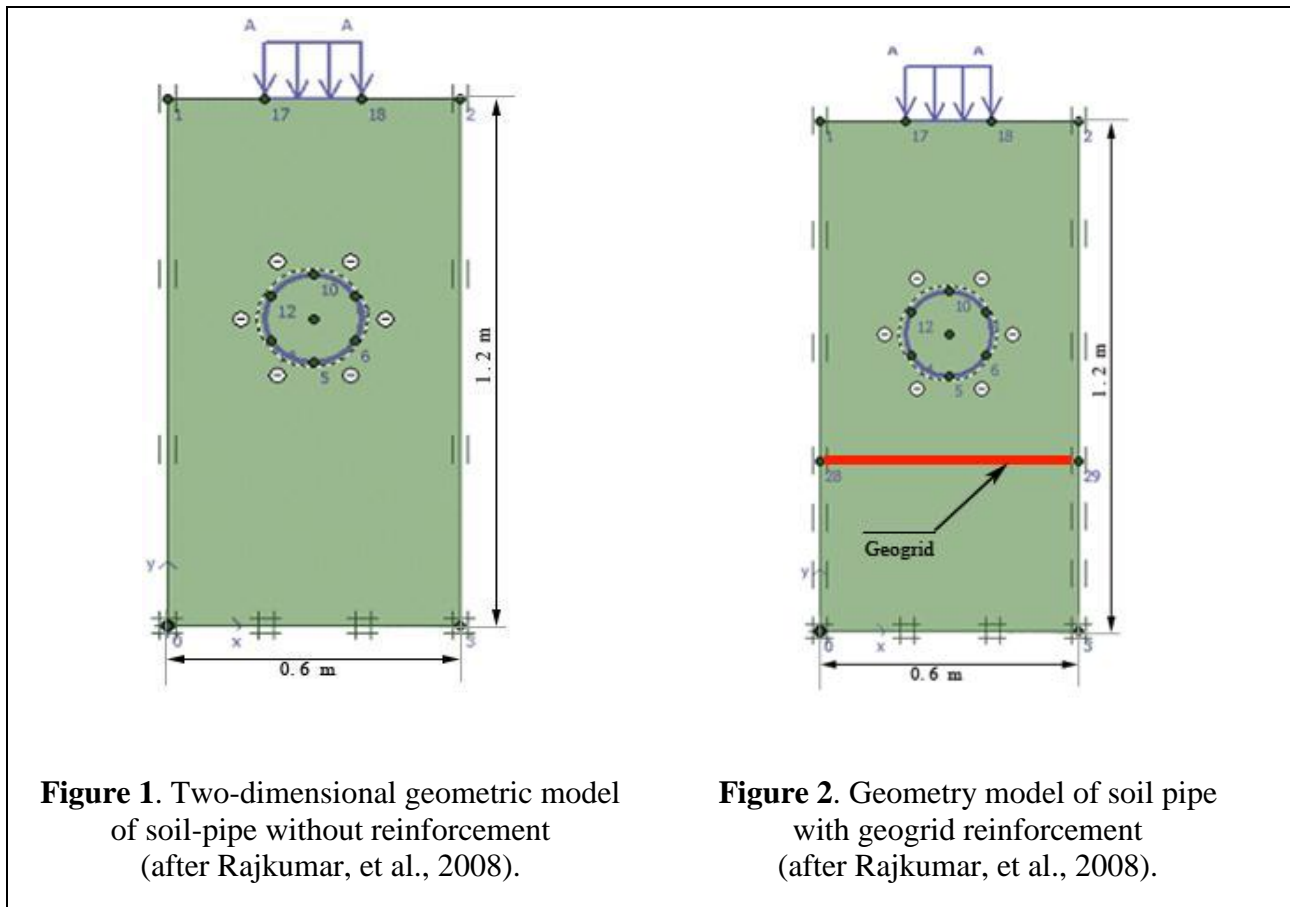 A A
1 17 18 2
10
12
6
5
1.2 m
y
x
0 3
0.6 m
A A
1 17 18 2
10
12
6
5
1.2 m
28 29
Geogrid
y
x
0 3
0.6 m
Figure 1. Two-dimensional geometric model
of soil-pipe without reinforcement
(after Rajkumar, et al., 2008).
Figure 2. Geometry model of soil pipe
with geogrid reinforcement
(after Rajkumar, et al., 2008).